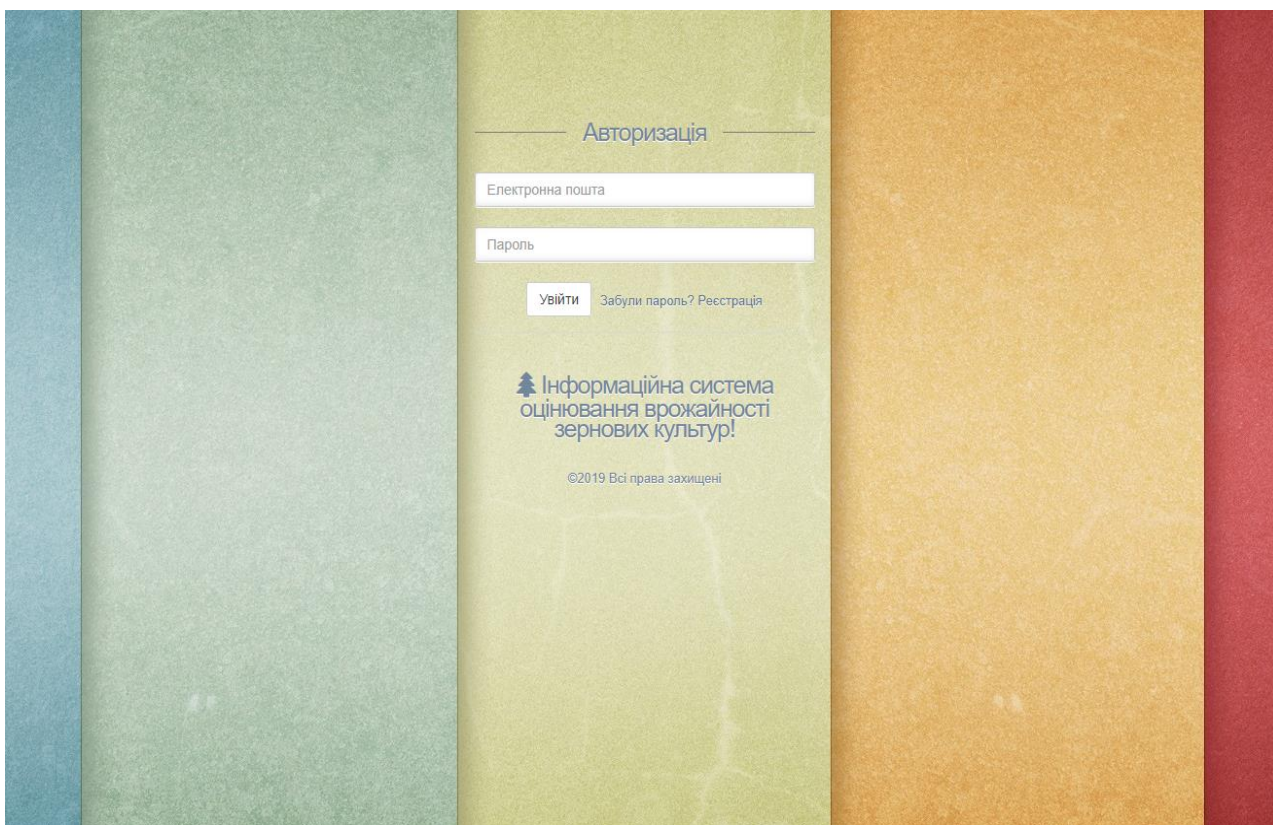 Авторизація
Електронна пошта
Пароль
Увійти Забули пароль? Реєстрація
Інформаційна система
оцінювання врожайності
зернових культур!
©2019 Всі права захищені